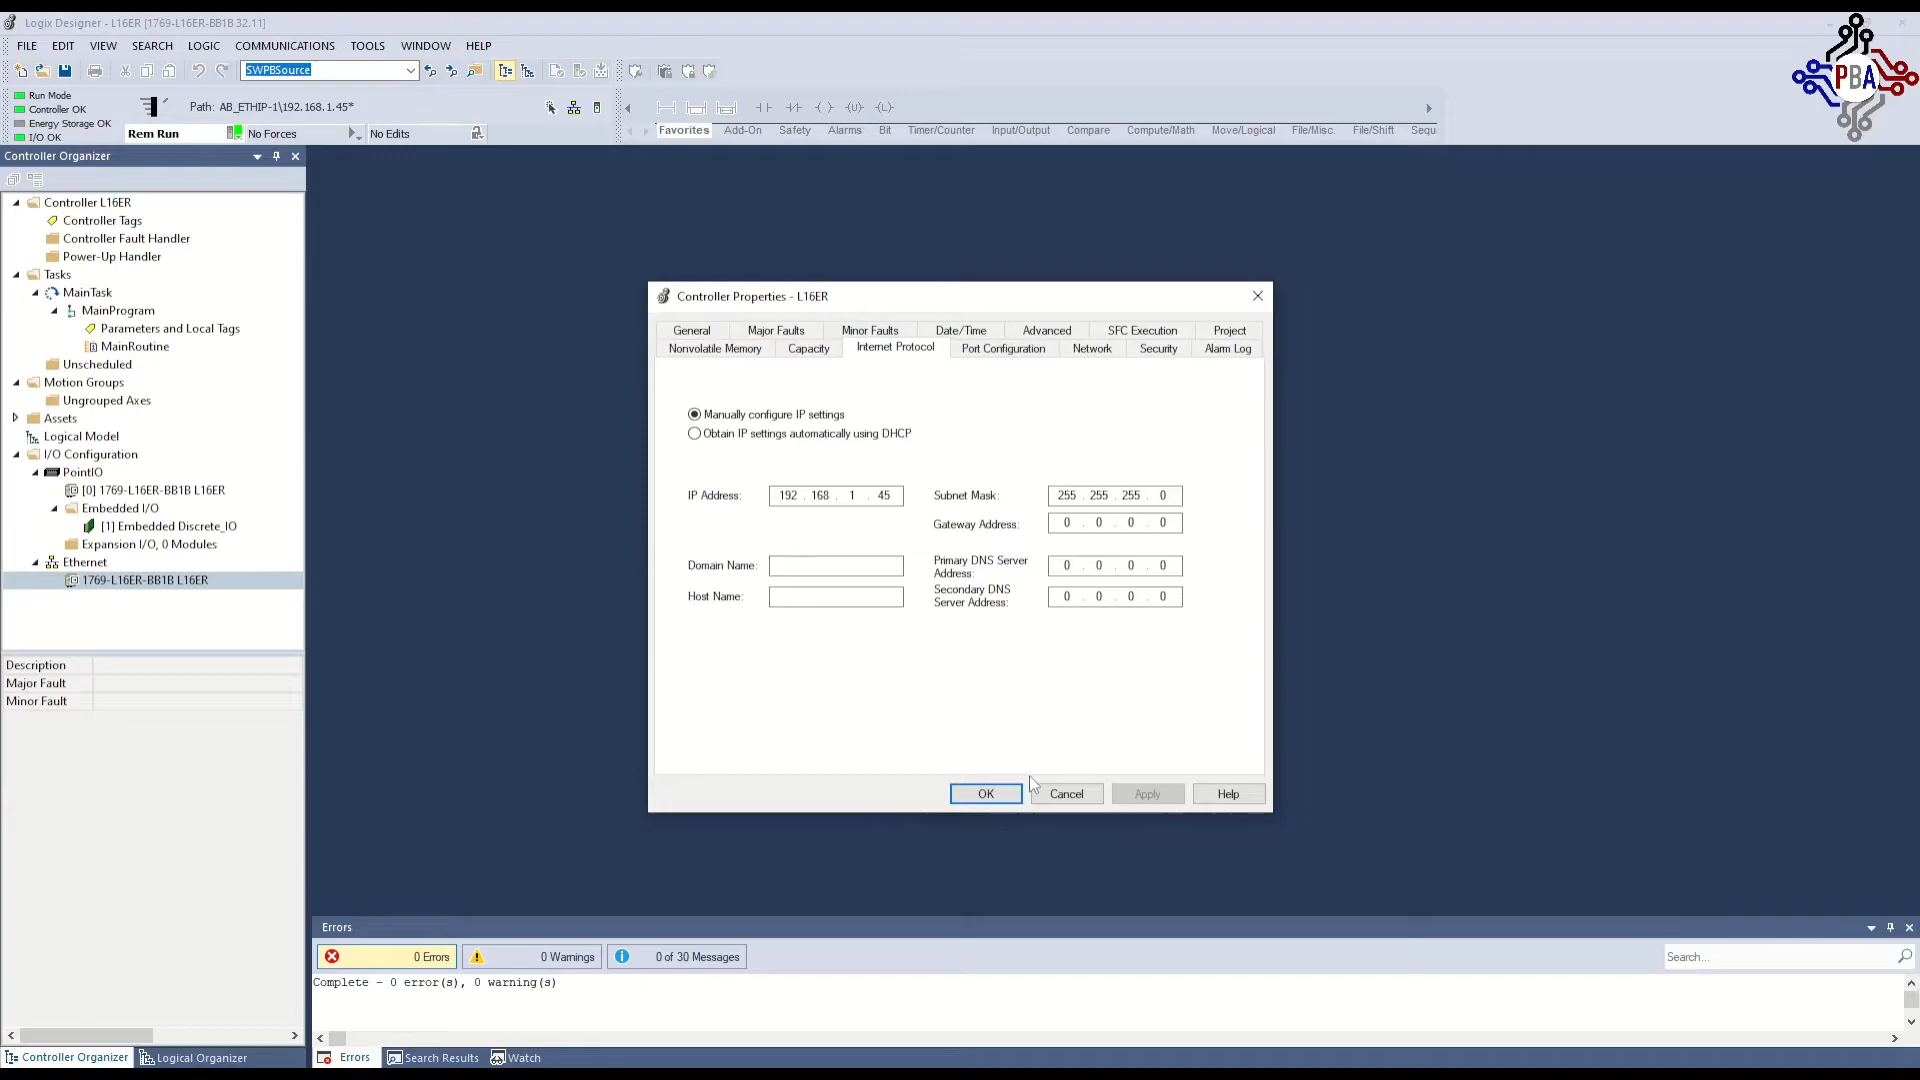 Logix Designer - L16ER [1769-L16ER-BB1B 32.11]
FILE EDIT VIEW SEARCH LOGIC COMMUNICATIONS TOOLS WINDOW HELP
SWPBSource
Run Mode
Controller OK
Energy Storage OK
I/O OK
Path: AB_ETHIP-1\192.168.1.45*
Rem Run No Forces No Edits
Favorites Add-On Safety Alarms Bit Timer/Counter Input/Output Compare Compute/Math Move/Logical File/Misc. File/Shift Sequ
PBA
Controller Organizer
Controller L16ER
Controller Tags
Controller Fault Handler
Power-Up Handler
Tasks
MainTask
MainProgram
Parameters and Local Tags
MainRoutine
Unscheduled
Motion Groups
Ungrouped Axes
Assets
Logical Model
I/O Configuration
PointIO
[0] 1769-L16ER-BB1B L16ER
Embedded I/O
[1] Embedded Discrete_IO
Expansion I/O, 0 Modules
Ethernet
1769-L16ER-BB1B L16ER
Description
Major Fault
Minor Fault
Controller Organizer Logical Organizer
Controller Properties - L16ER
General Major Faults Minor Faults Date/Time Advanced SFC Execution Project
Nonvolatile Memory Capacity Internet Protocol Port Configuration Network Security Alarm Log
Manually configure IP settings
Obtain IP settings automatically using DHCP
IP Address: 192 . 168 . 1 . 45 Subnet Mask: 255 . 255 . 255 . 0
Gateway Address: 0 . 0 . 0 . 0
Domain Name: Primary DNS Server Address: 0 . 0 . 0 . 0
Host Name: Secondary DNS Server Address: 0 . 0 . 0 . 0
OK Cancel Apply Help
Errors
0 Errors 0 Warnings 0 of 30 Messages Search...
Complete - 0 error(s), 0 warning(s)
Errors Search Results Watch